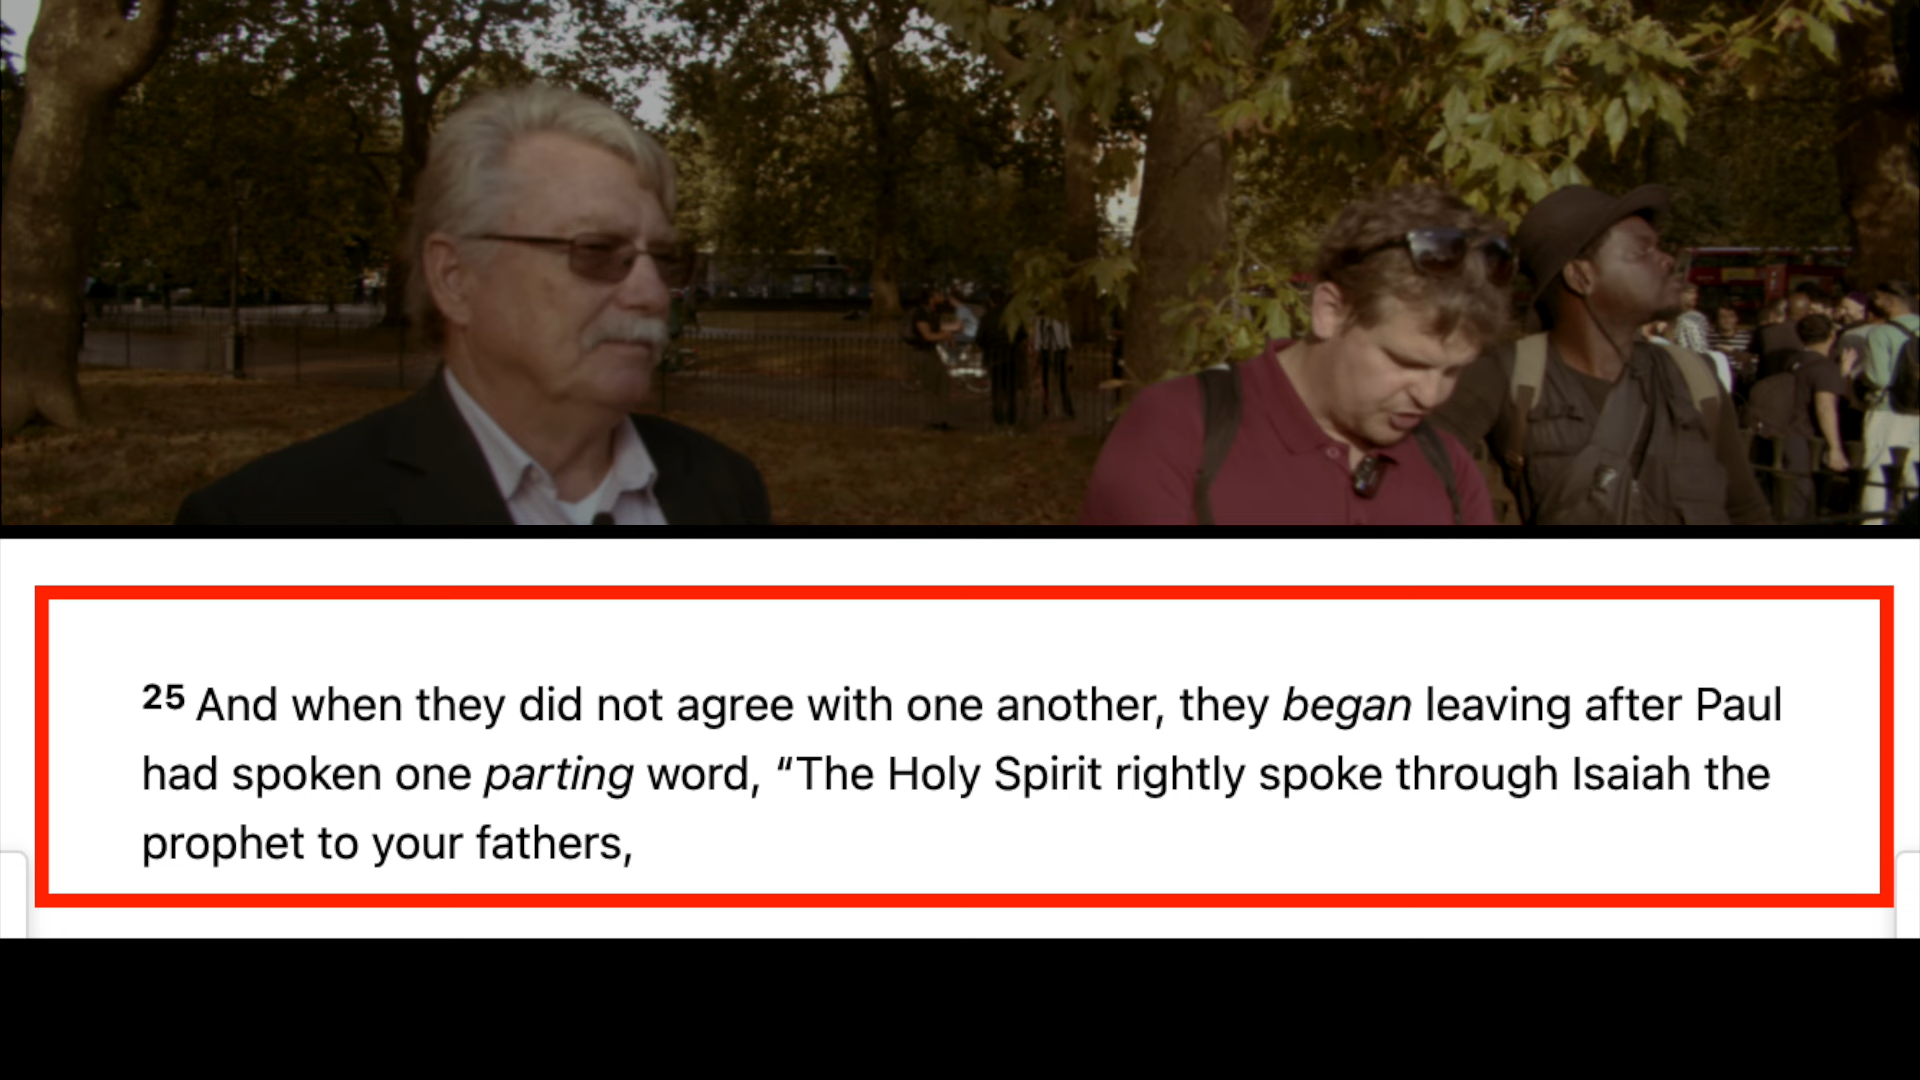 25 And when they did not agree with one another, they began leaving after Paul
had spoken one parting word, “The Holy Spirit rightly spoke through Isaiah the
prophet to your fathers,